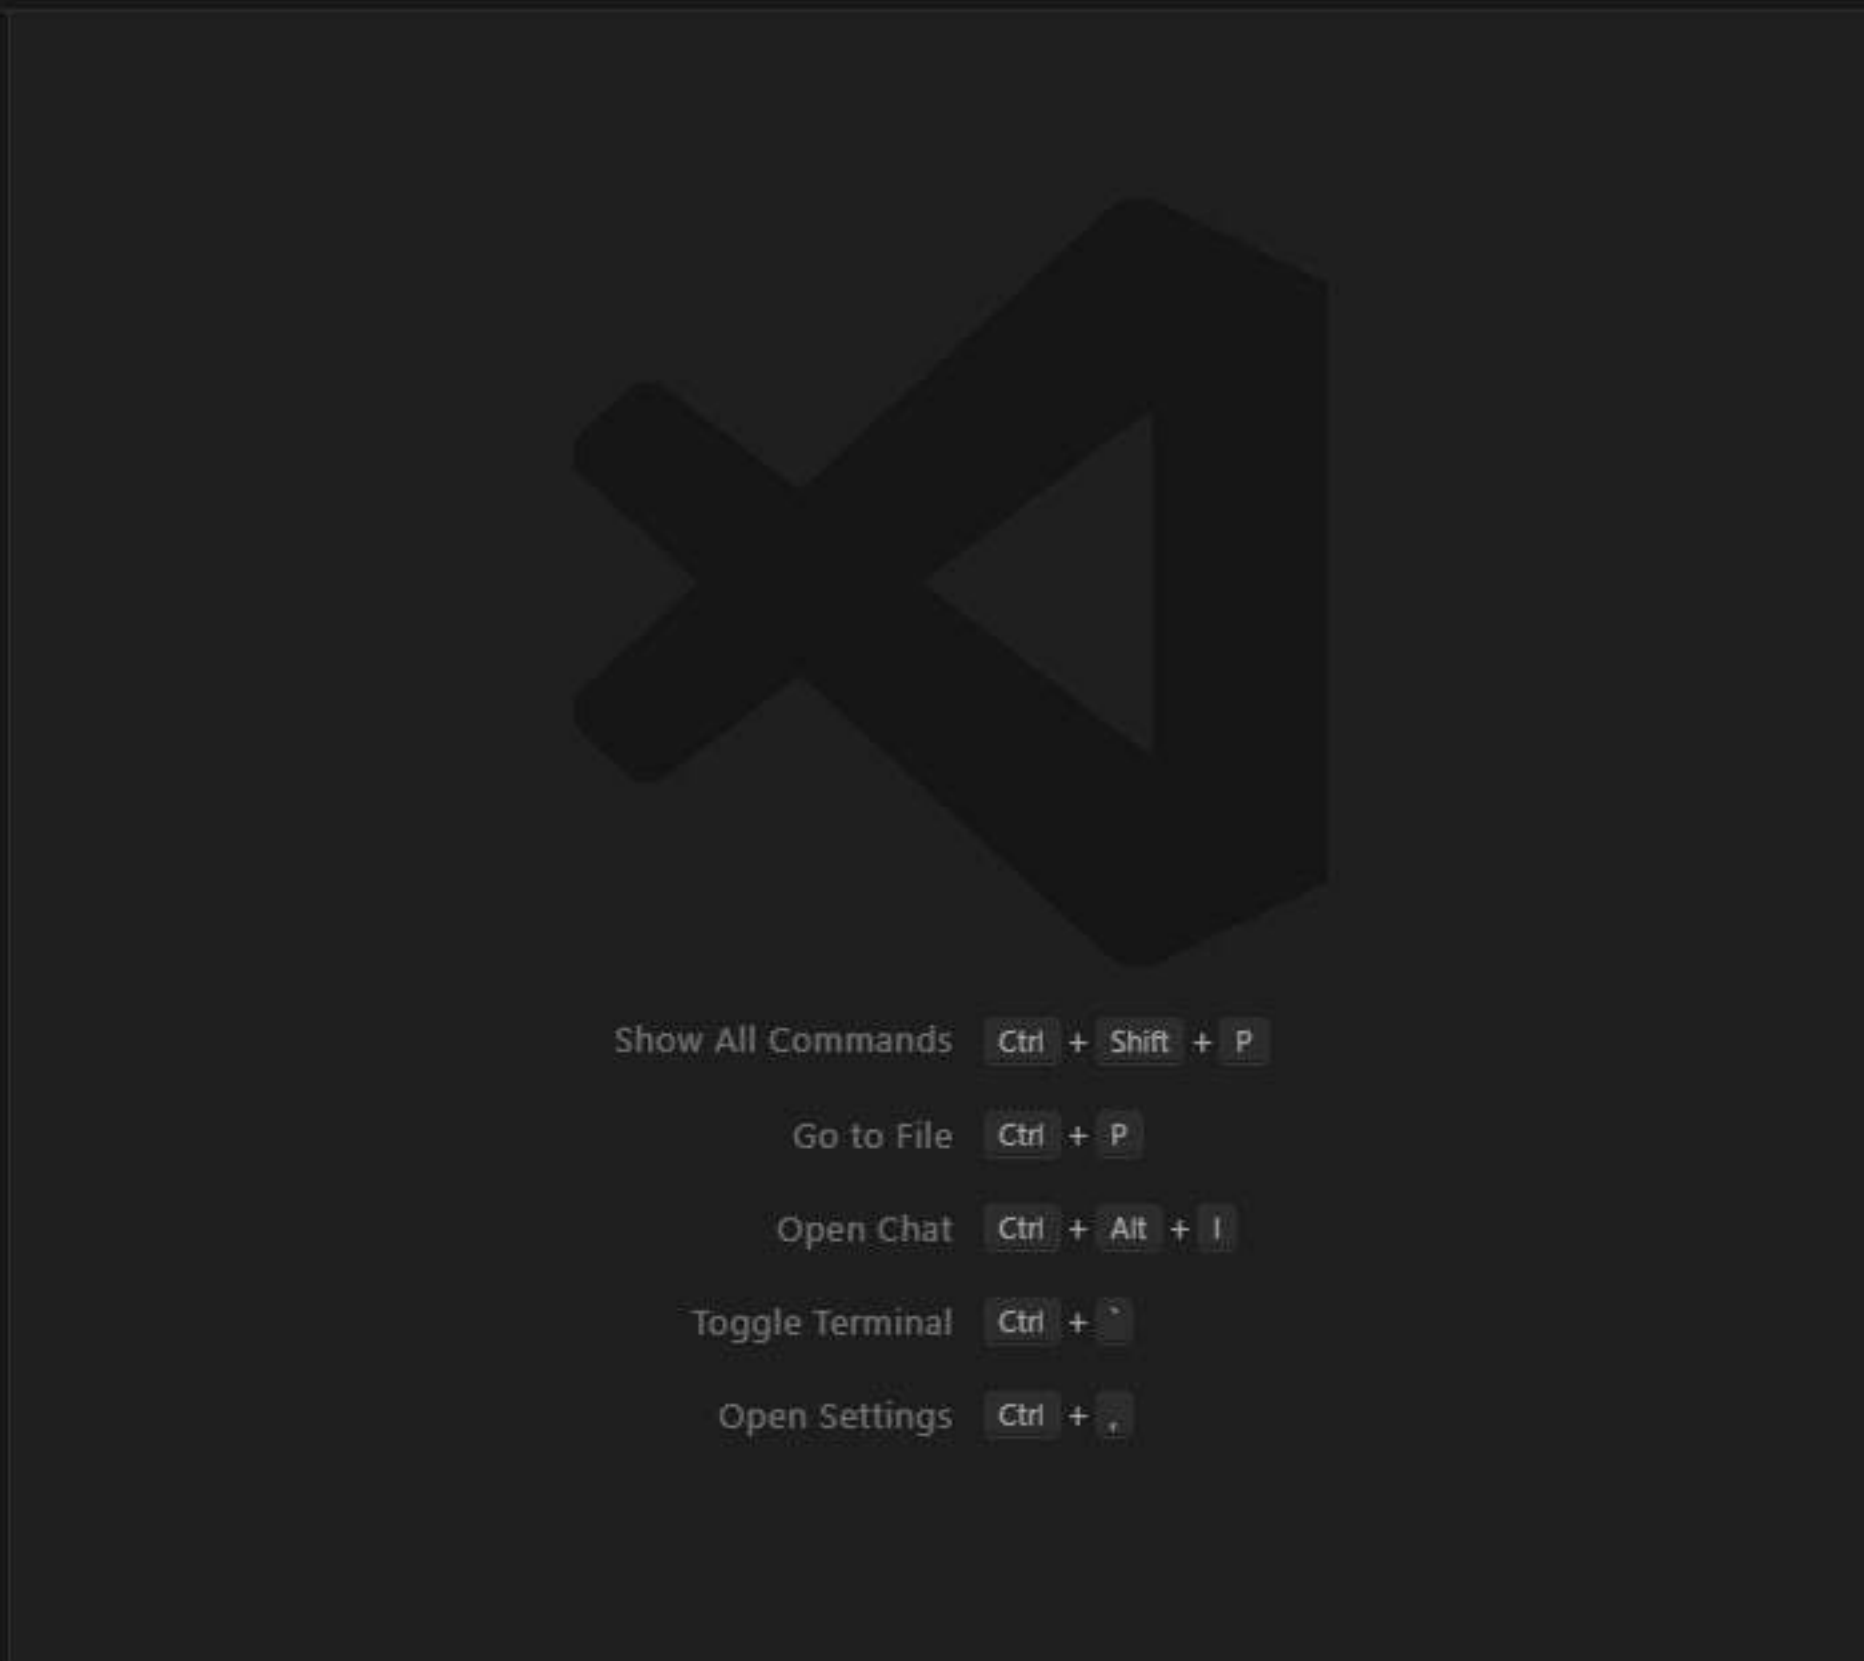 Show All Commands Ctrl + Shift + P
Go to File Ctrl + P
Open Chat Ctrl + Alt + I
Toggle Terminal Ctrl + `
Open Settings Ctrl + ,